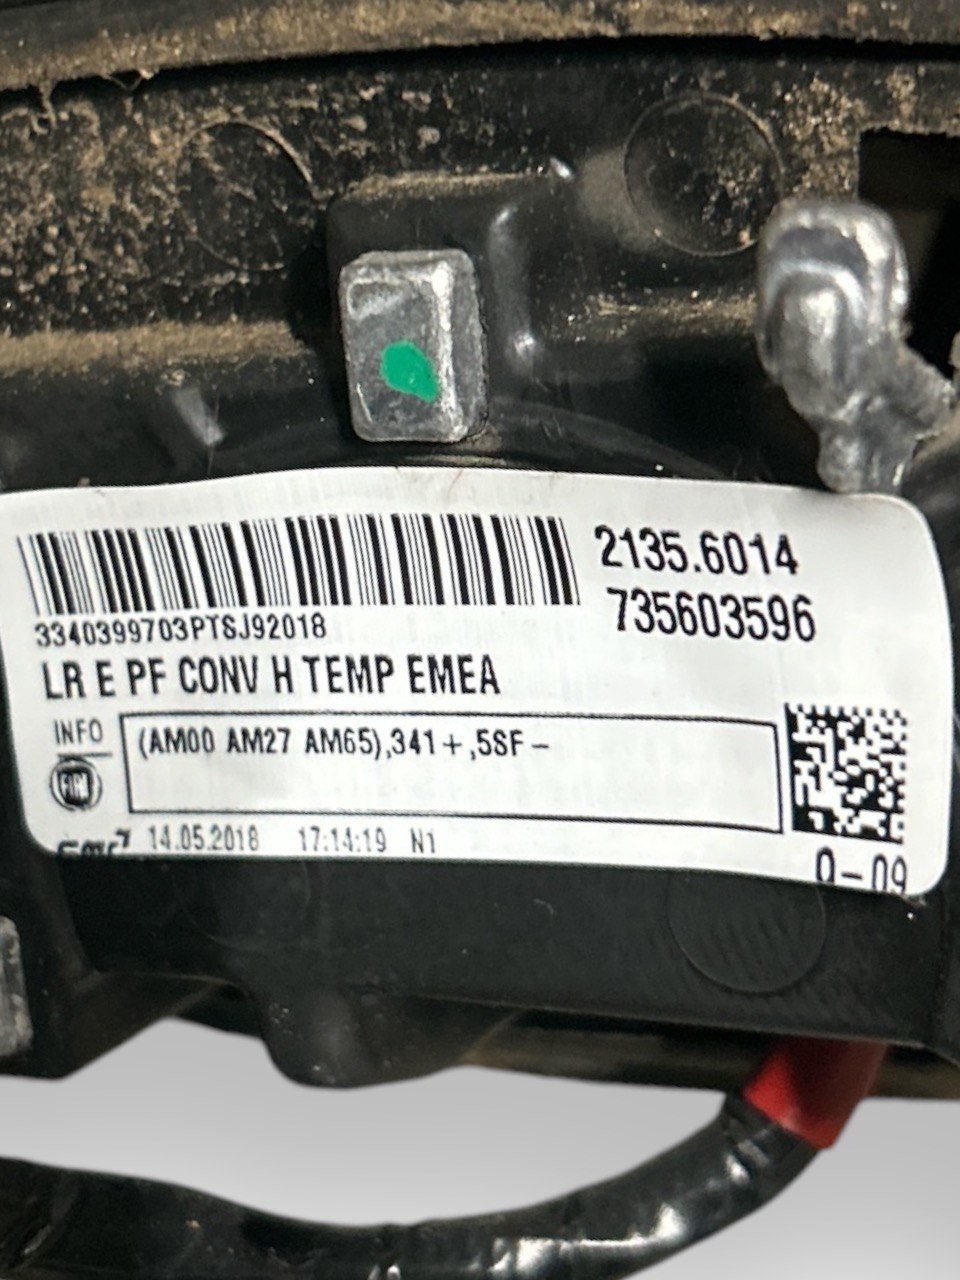 2135.6014
735603596
3340399703PTSJ92018
LR E PF CONV H TEMP EMEA
INFO
(AM00 AM27 AM65),341+,5SF-
FIAT
14.05.2018 17:14:19 N1
0-09